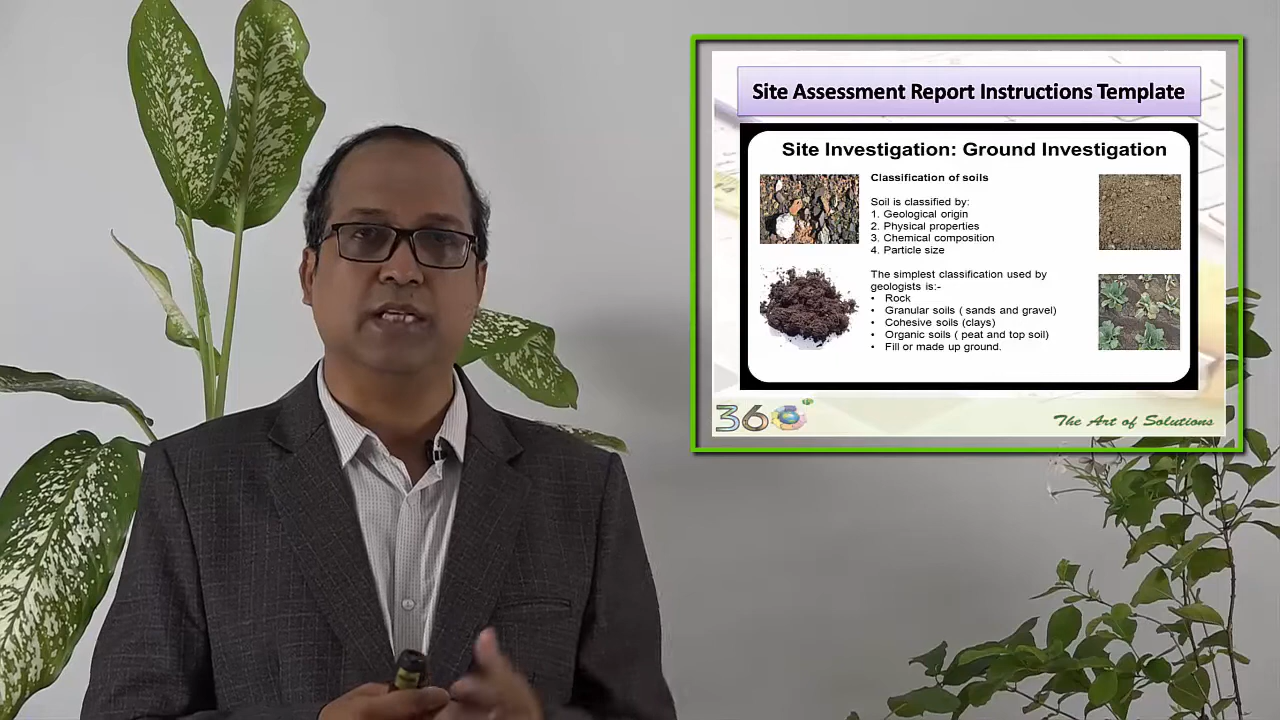 Site Assessment Report Instructions Template
Site Investigation: Ground Investigation
Classification of soils
Soil is classified by:
1. Geological origin
2. Physical properties
3. Chemical composition
4. Particle size
The simplest classification used by
geologists is:-
• Rock
• Granular soils ( sands and gravel)
• Cohesive soils (clays)
• Organic soils ( peat and top soil)
• Fill or made up ground.
360
The Art of Solutions